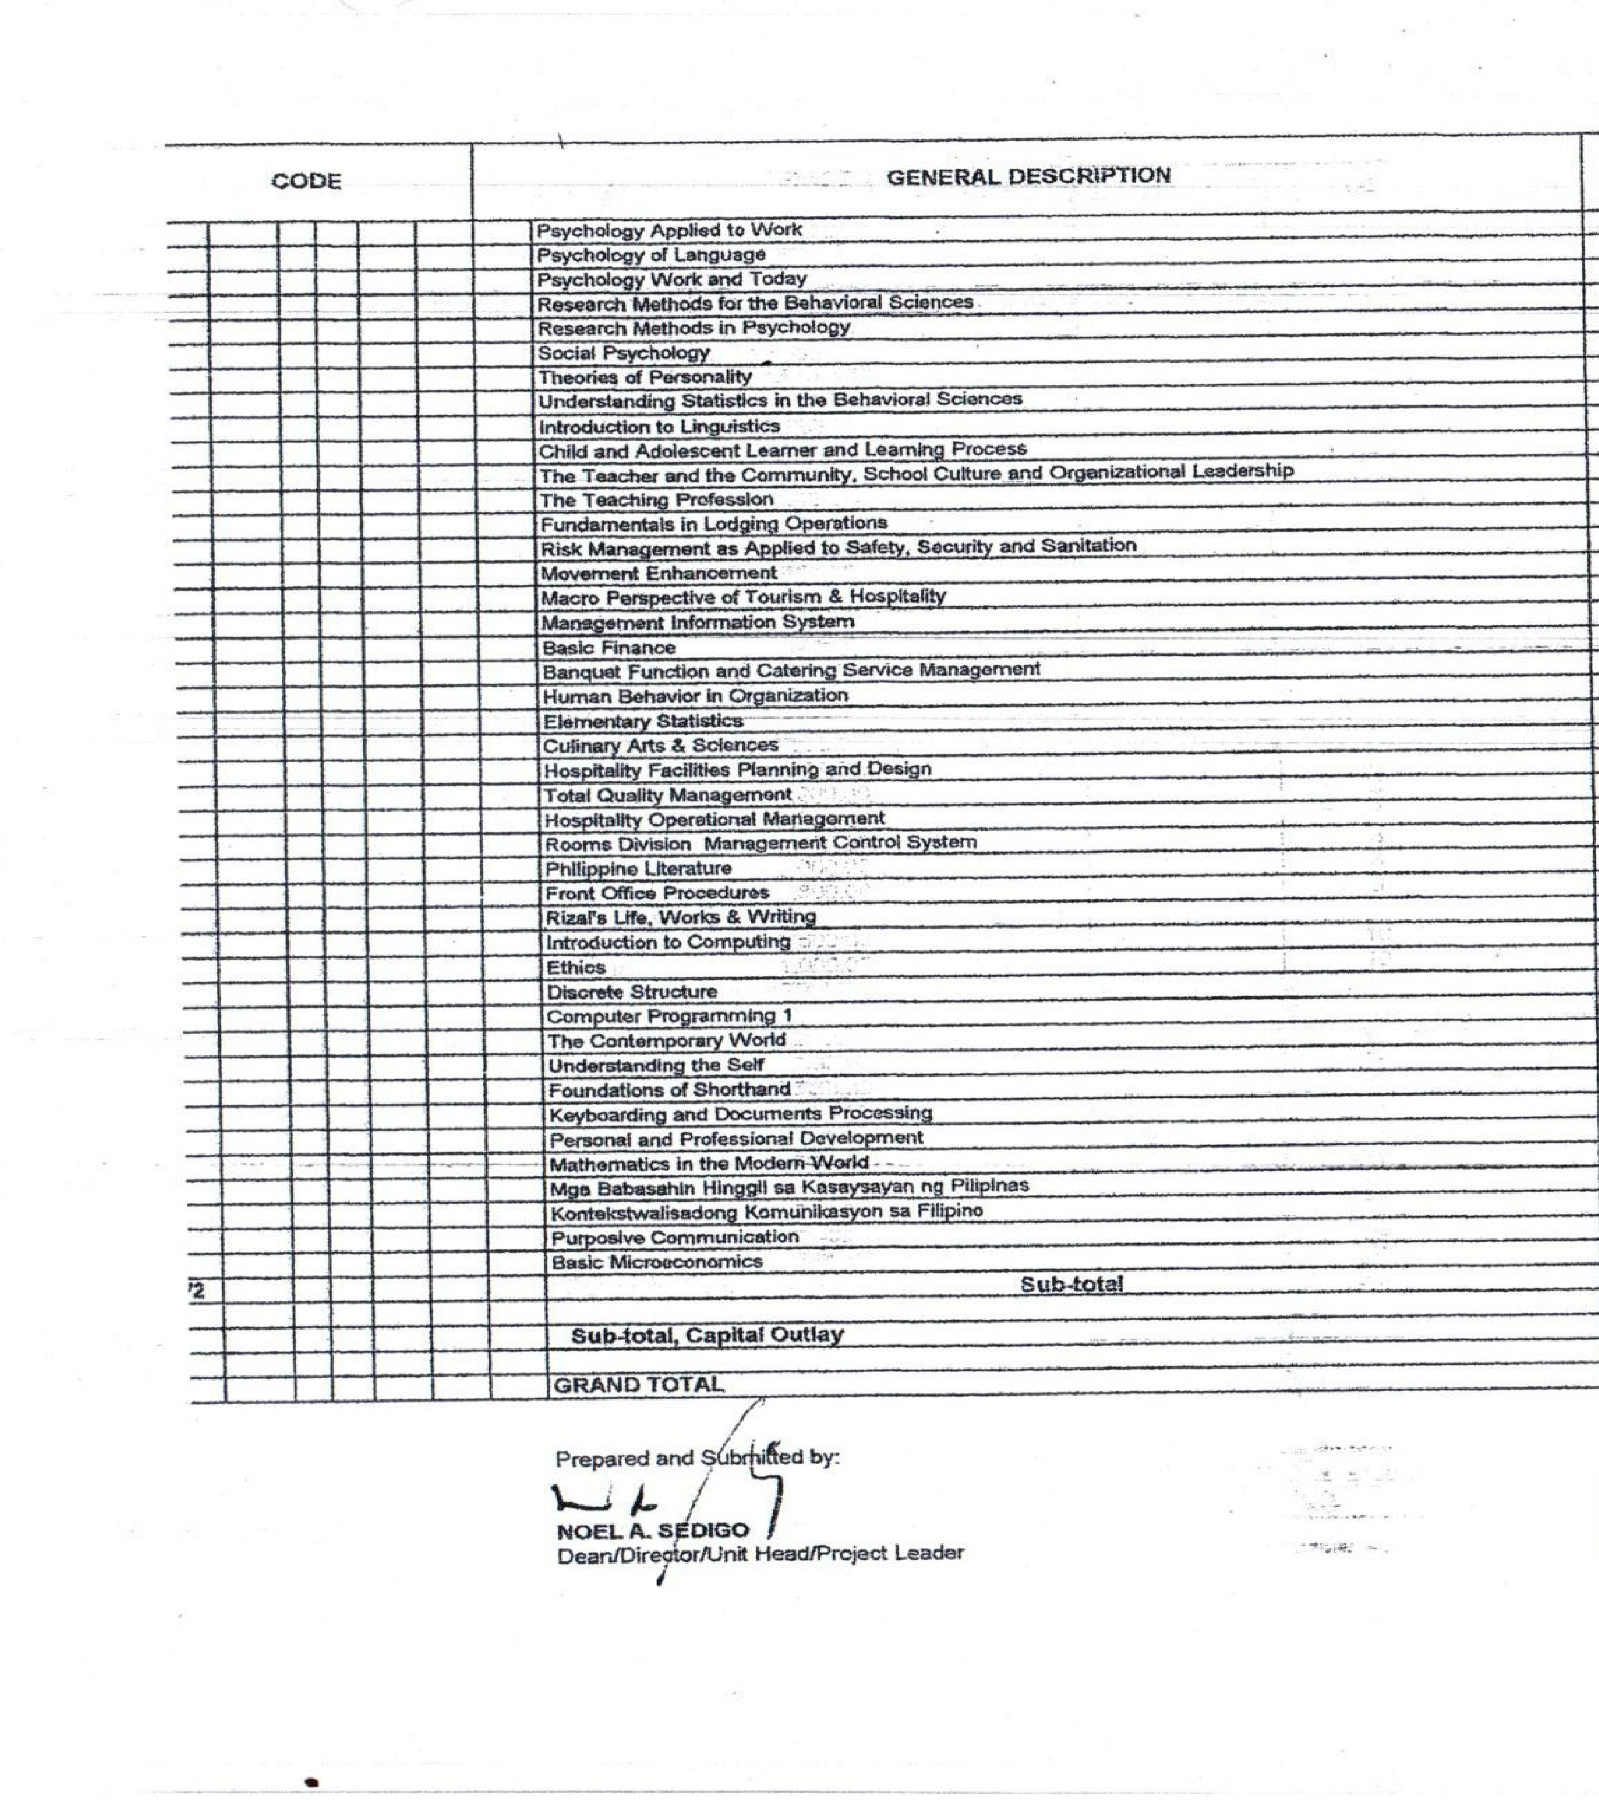 CODE
GENERAL DESCRIPTION
Psychology Applied to Work
Psychology of Language
Psychology Work and Today
Research Methods for the Behavioral Sciences
Research Methods in Psychology
Social Psychology
Theories of Personality
Understanding Statistics in the Behavioral Sciences
Introduction to Linguistics
Child and Adolescent Learner and Learning Process
The Teacher and the Community, School Culture and Organizational Leadership
The Teaching Profession
Fundamentals in Lodging Operations
Risk Management as Applied to Safety, Security and Sanitation
Movement Enhancement
Macro Perspective of Tourism & Hospitality
Management Information System
Basic Finance
Banquet Function and Catering Service Management
Human Behavior in Organization
Elementary Statistics
Culinary Arts & Sciences
Hospitality Facilities Planning and Design
Total Quality Management
Hospitality Operational Management
Rooms Division Management Control System
Philippine Literature
Front Office Procedures
Rizal's Life, Works & Writing
Introduction to Computing
Ethics
Discrete Structure
Computer Programming 1
The Contemporary World
Understanding the Self
Foundations of Shorthand
Keyboarding and Documents Processing
Personal and Professional Development
Mathematics in the Modern World
Mga Babasahin Hinggil sa Kasaysayan ng Pilipinas
Kontekstwalisadong Komunikasyon sa Filipino
Purposive Communication
Basic Microeconomics
'2 Sub-total
Sub-total, Capital Outlay
GRAND TOTAL
Prepared and Submitted by:
NOEL A. SEDIGO
Dean/Director/Unit Head/Project Leader